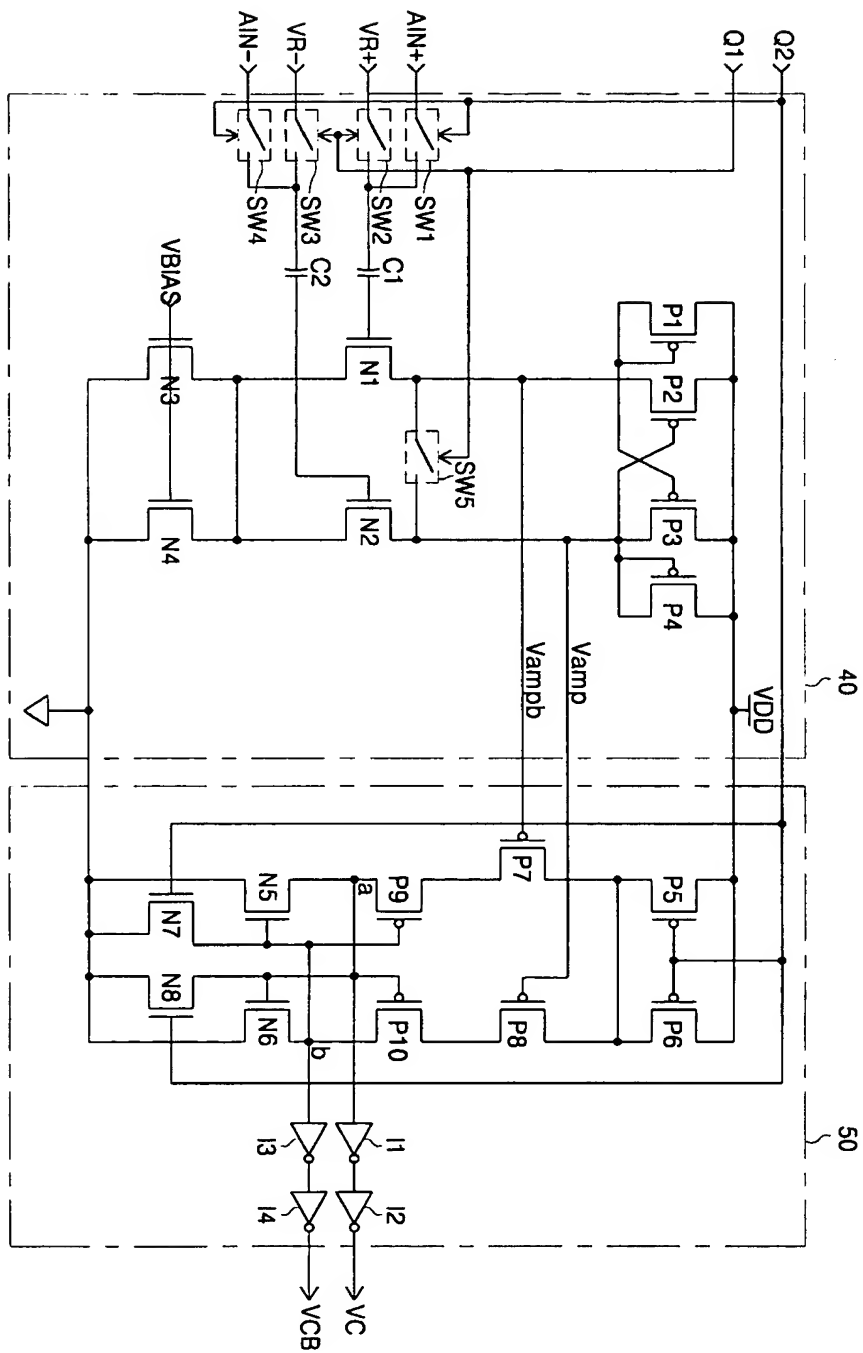 Q2
Q1
AIN+
VR+
VR-
AIN-
SW1
SW2
SW3
SW4
C1
C2
VBIAS
P1
P2
P3
P4
SW5
N1
N2
N3
N4
Vamp
Vampb
VDD
40
P5
P6
P7
P8
P9
P10
a
b
N5
N6
N7
N8
I1
I2
I3
I4
VC
VCB
50